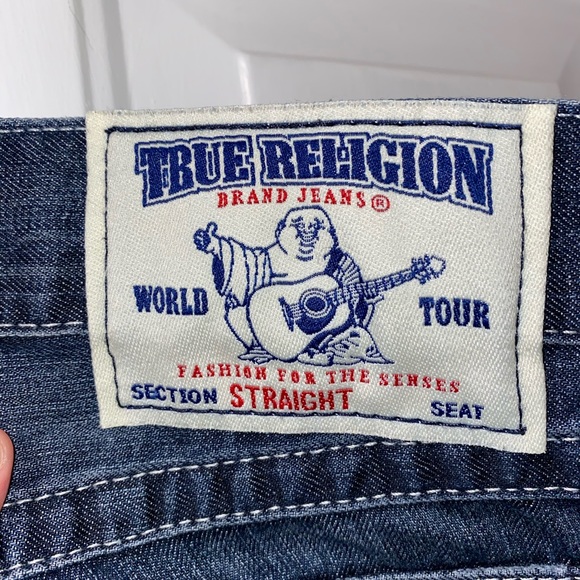 TRUE RELIGION
BRAND JEANS®
WORLD TOUR
FASHION FOR THE SENSES
SECTION STRAIGHT SEAT